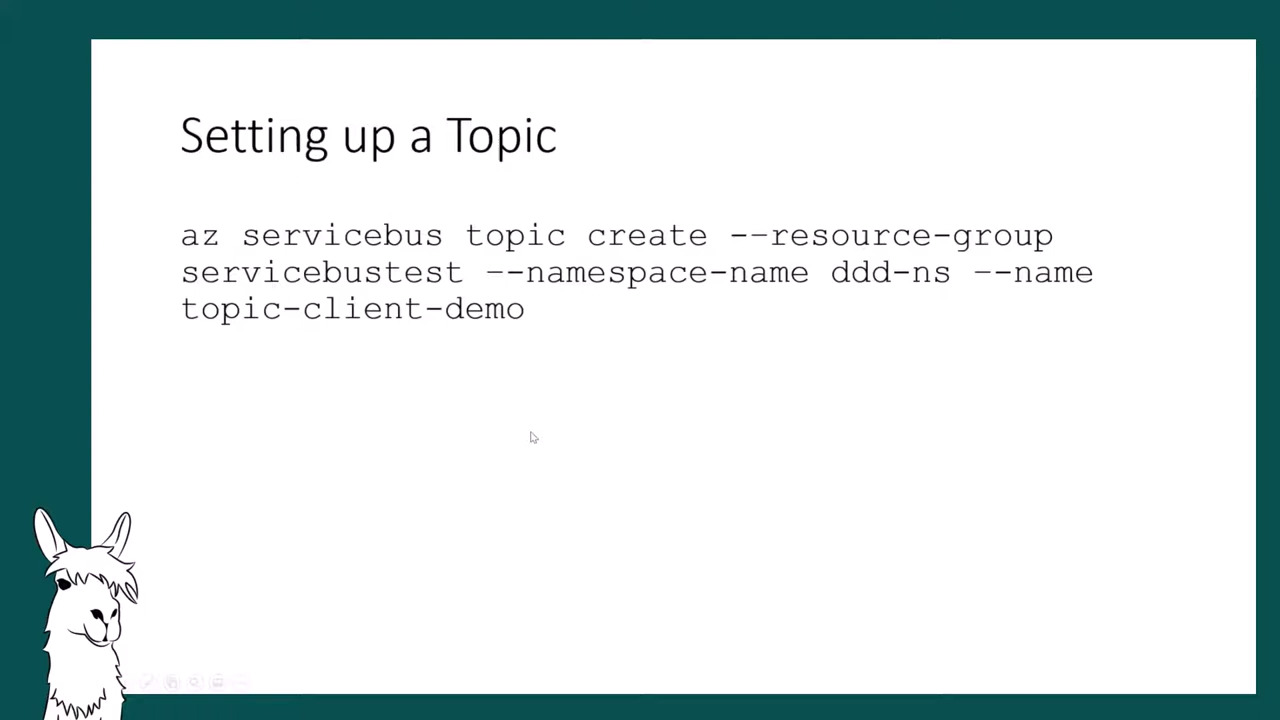 Setting up a Topic
az servicebus topic create -–resource-group
servicebustest –-namespace-name ddd-ns –-name
topic-client-demo